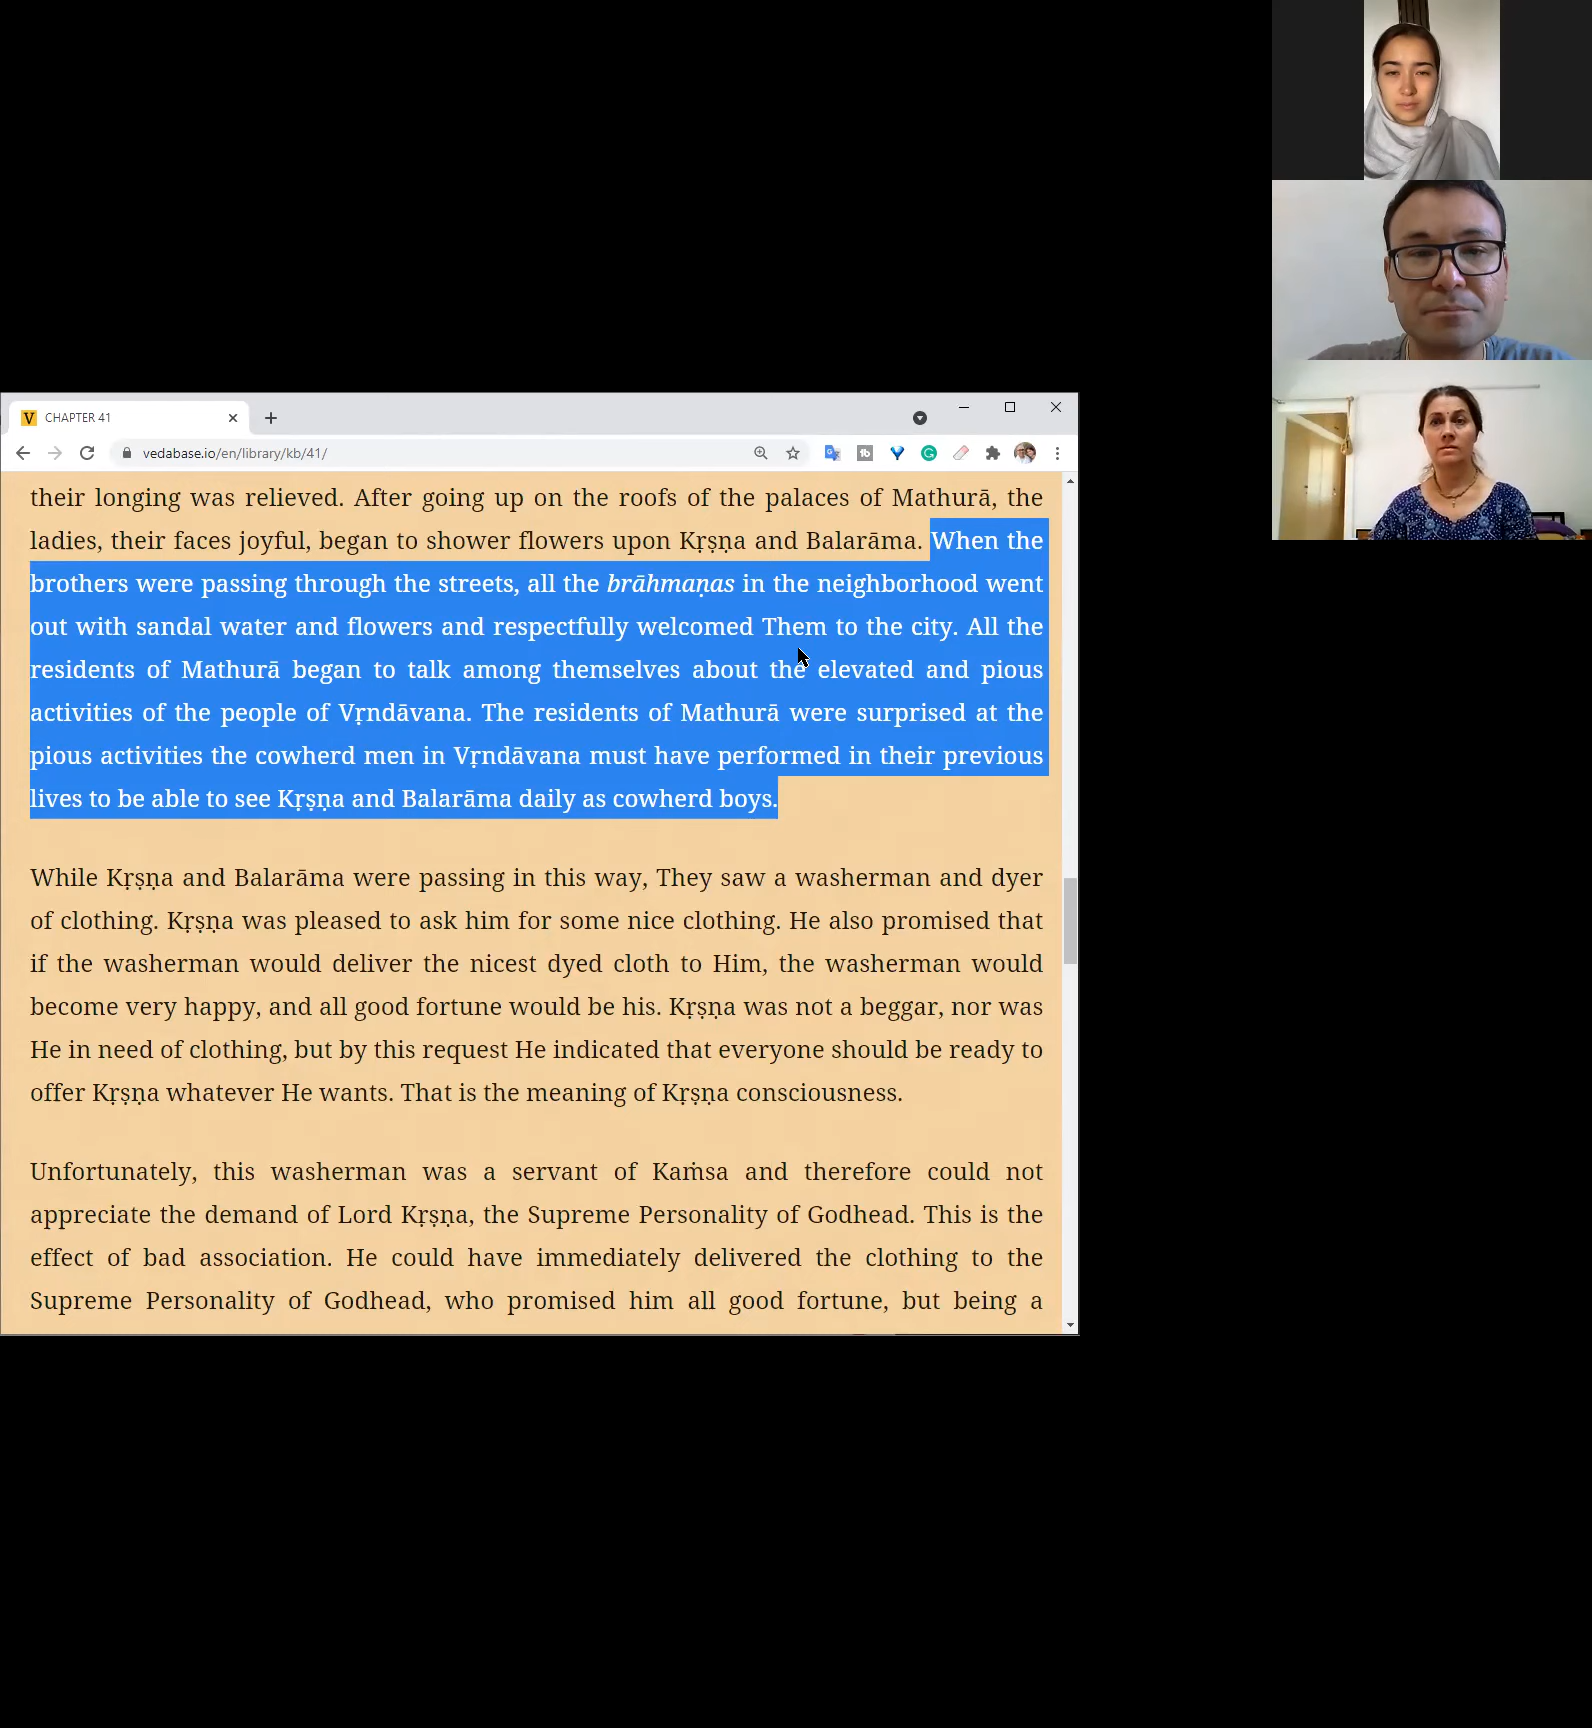 CHAPTER 41
vedabase.io/en/library/kb/41/
their longing was relieved. After going up on the roofs of the palaces of Mathurā, the
ladies, their faces joyful, began to shower flowers upon Kṛṣṇa and Balarāma. When the
brothers were passing through the streets, all the brāhmaṇas in the neighborhood went
out with sandal water and flowers and respectfully welcomed Them to the city. All the
residents of Mathurā began to talk among themselves about the elevated and pious
activities of the people of Vṛndāvana. The residents of Mathurā were surprised at the
pious activities the cowherd men in Vṛndāvana must have performed in their previous
lives to be able to see Kṛṣṇa and Balarāma daily as cowherd boys.
While Kṛṣṇa and Balarāma were passing in this way, They saw a washerman and dyer
of clothing. Kṛṣṇa was pleased to ask him for some nice clothing. He also promised that
if the washerman would deliver the nicest dyed cloth to Him, the washerman would
become very happy, and all good fortune would be his. Kṛṣṇa was not a beggar, nor was
He in need of clothing, but by this request He indicated that everyone should be ready to
offer Kṛṣṇa whatever He wants. That is the meaning of Kṛṣṇa consciousness.
Unfortunately, this washerman was a servant of Kaṁsa and therefore could not
appreciate the demand of Lord Kṛṣṇa, the Supreme Personality of Godhead. This is the
effect of bad association. He could have immediately delivered the clothing to the
Supreme Personality of Godhead, who promised him all good fortune, but being a